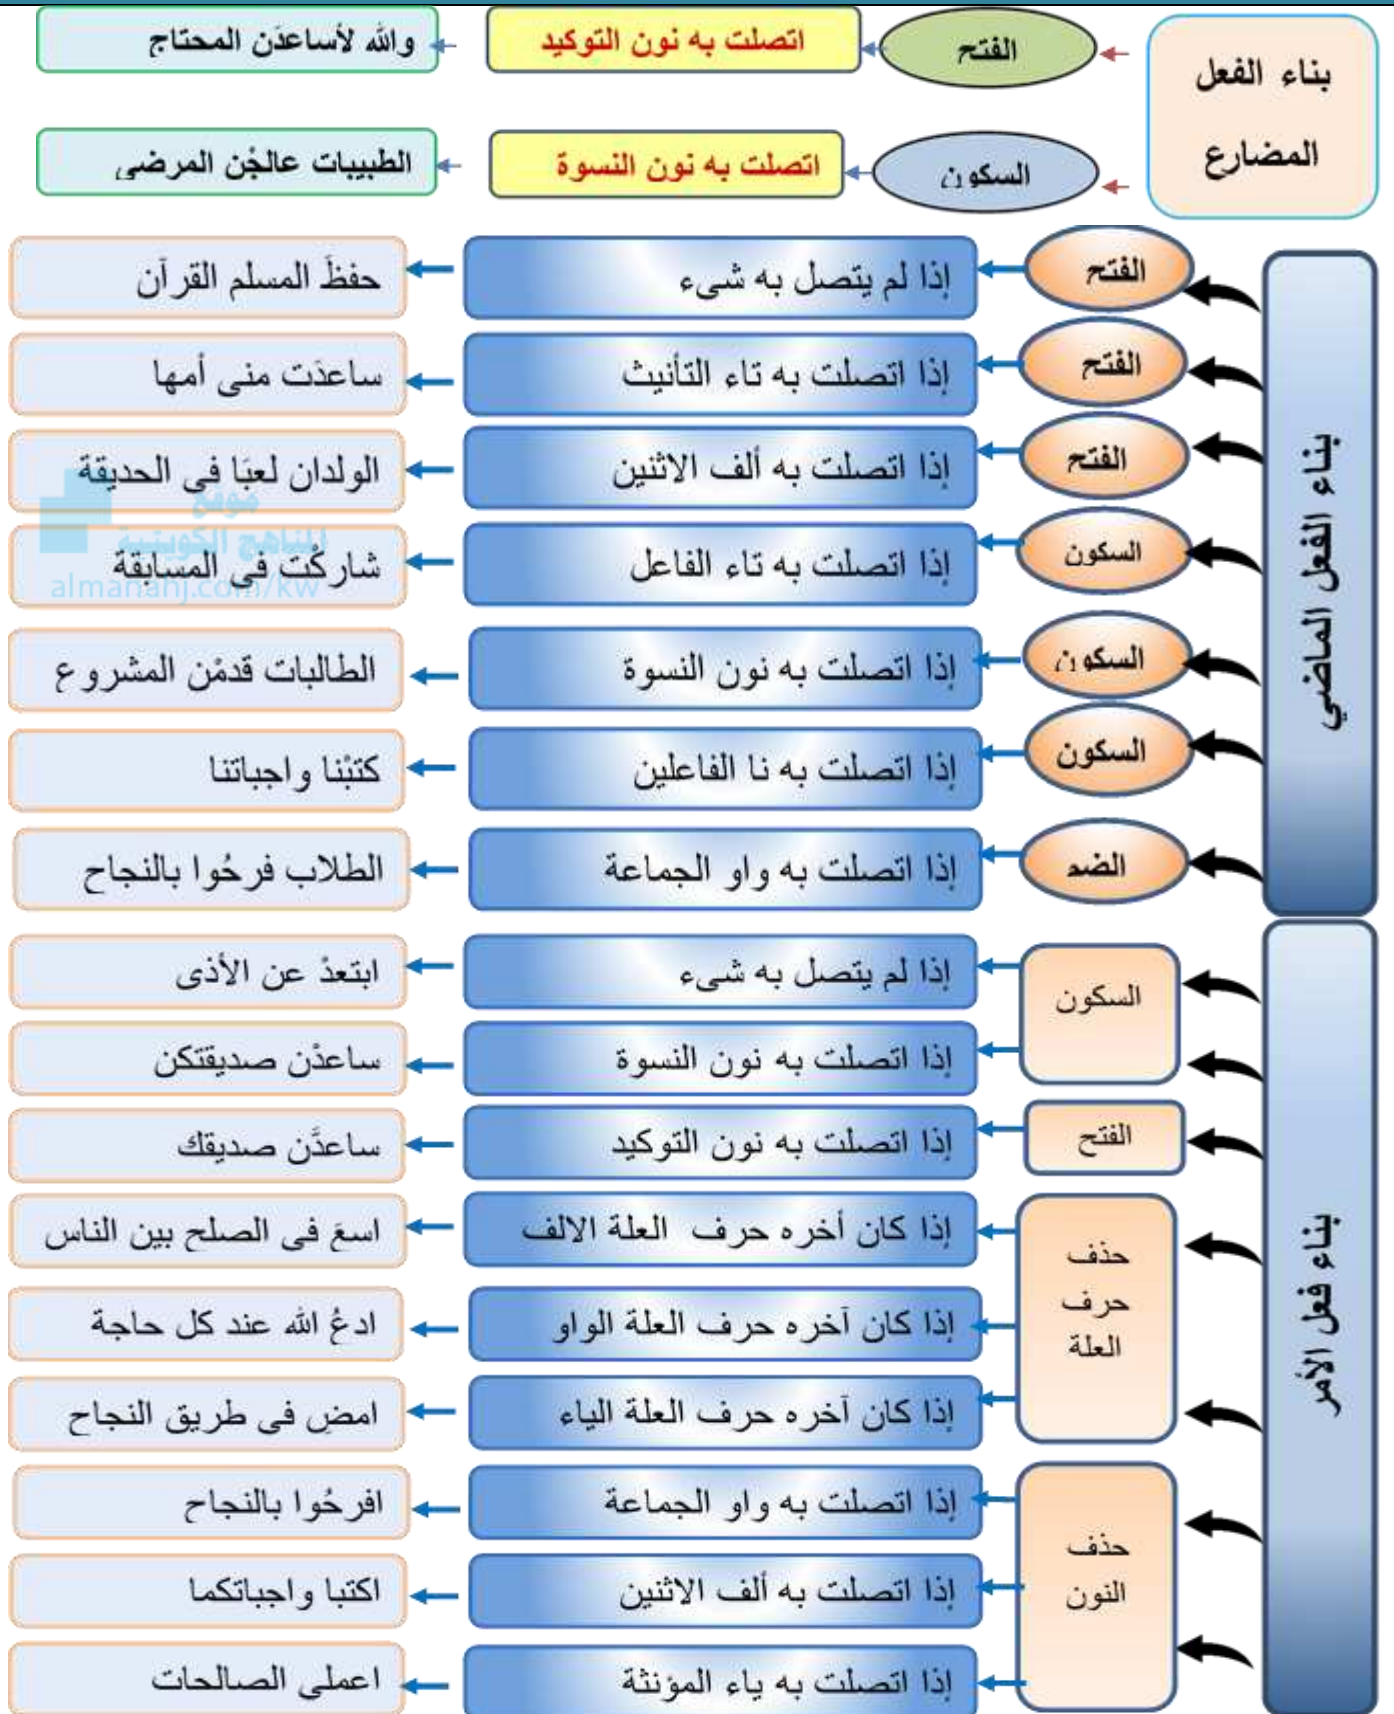 بناء الفعل
المضارع
الفتح
اتصلت به نون التوكيد
والله لأساعدَن المحتاج
السكون
اتصلت به نون النسوة
الطبيبات عالجْن المرضى
بناء الفعل الماضي
الفتح
إذا لم يتصل به شىء
حفظَ المسلم القرآن
الفتح
إذا اتصلت به تاء التأنيث
ساعدَت منى أمها
الفتح
إذا اتصلت به ألف الاثنين
الولدان لعبَا فى الحديقة
السكون
إذا اتصلت به تاء الفاعل
شاركْت فى المسابقة
السكون
إذا اتصلت به نون النسوة
الطالبات قدمْن المشروع
السكون
إذا اتصلت به نا الفاعلين
كتبْنا واجباتنا
الضم
إذا اتصلت به واو الجماعة
الطلاب فرحُوا بالنجاح
موقع
المناهج الكويتية
almanahj.com/kw
بناء فعل الأمر
السكون
إذا لم يتصل به شىء
ابتعدْ عن الأذى
إذا اتصلت به نون النسوة
ساعدْن صديقتكن
الفتح
إذا اتصلت به نون التوكيد
ساعدَّن صديقك
حذف
حرف
العلة
إذا كان أخره حرف العلة الالف
اسعَ فى الصلح بين الناس
إذا كان آخره حرف العلة الواو
ادعُ الله عند كل حاجة
إذا كان آخره حرف العلة الياء
امضِ فى طريق النجاح
حذف
النون
إذا اتصلت به واو الجماعة
افرحُوا بالنجاح
إذا اتصلت به ألف الاثنين
اكتبا واجباتكما
إذا اتصلت به ياء المؤنثة
اعملى الصالحات